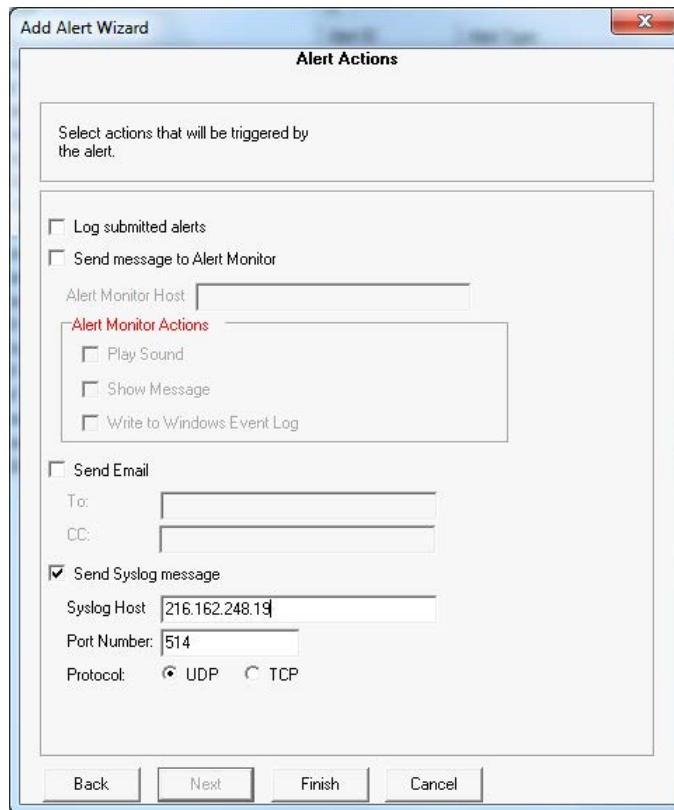 Add Alert Wizard
X
Alert Actions
Select actions that will be triggered by
the alert.
Log submitted alerts
Send message to Alert Monitor
Alert Monitor Host
Alert Monitor Actions
Play Sound
Show Message
Write to Windows Event Log
Send Email
To:
CC:
Send Syslog message
Syslog Host 216.162.248.19
Port Number: 514
Protocol: UDP TCP
Back Next Finish Cancel